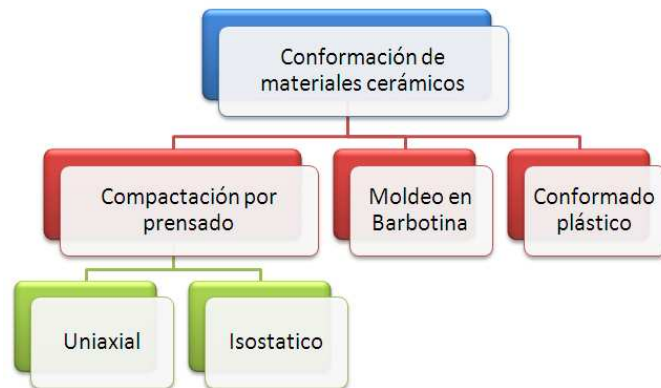 Conformación de
materiales cerámicos
Compactación por
prensado
Moldeo en
Barbotina
Conformado
plástico
Uniaxial
Isostatico